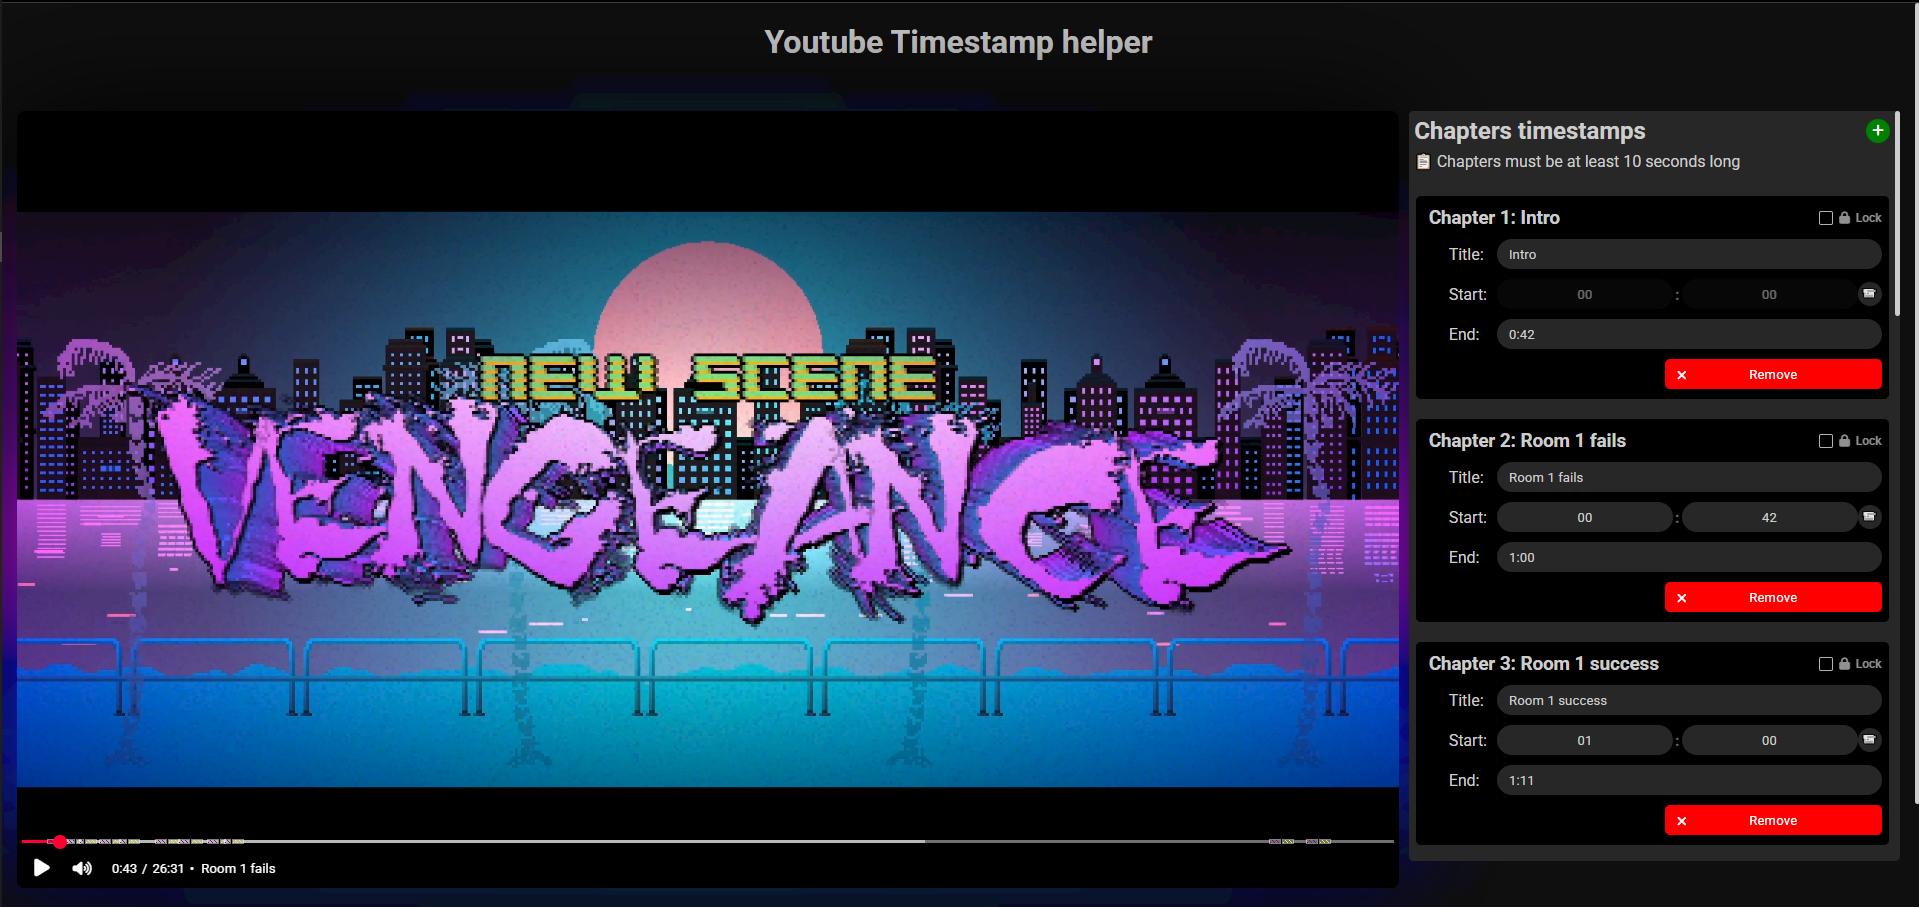 Youtube Timestamp helper
NEW SCENE
VENGEANCE
0:43 / 26:31 • Room 1 fails
Chapters timestamps
📋 Chapters must be at least 10 seconds long
Chapter 1: Intro
Lock
Title: Intro
Start: 00 : 00
End: 0:42
Remove
Chapter 2: Room 1 fails
Lock
Title: Room 1 fails
Start: 00 : 42
End: 1:00
Remove
Chapter 3: Room 1 success
Lock
Title: Room 1 success
Start: 01 : 00
End: 1:11
Remove